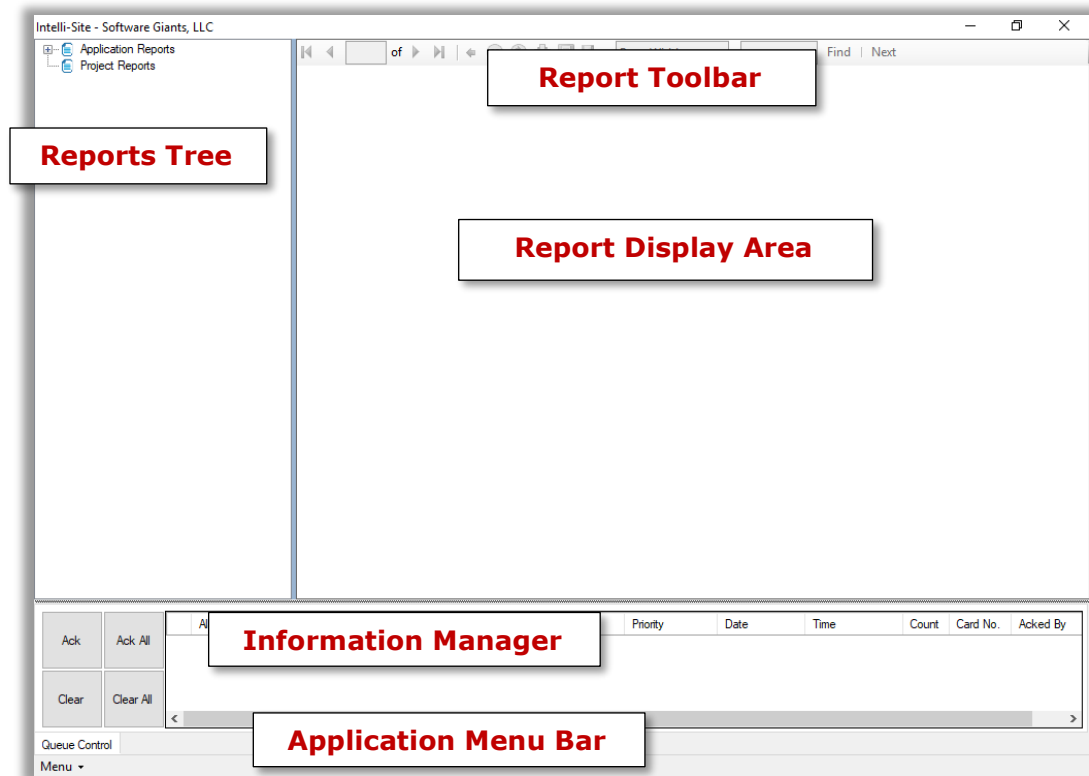 Intelli-Site - Software Giants, LLC
Application Reports
Project Reports
of
Find | Next
Report Toolbar
Reports Tree
Report Display Area
Ack
Ack All
Clear
Clear All
Priority Date Time Count Card No. Acked By
Information Manager
Application Menu Bar
Queue Control
Menu